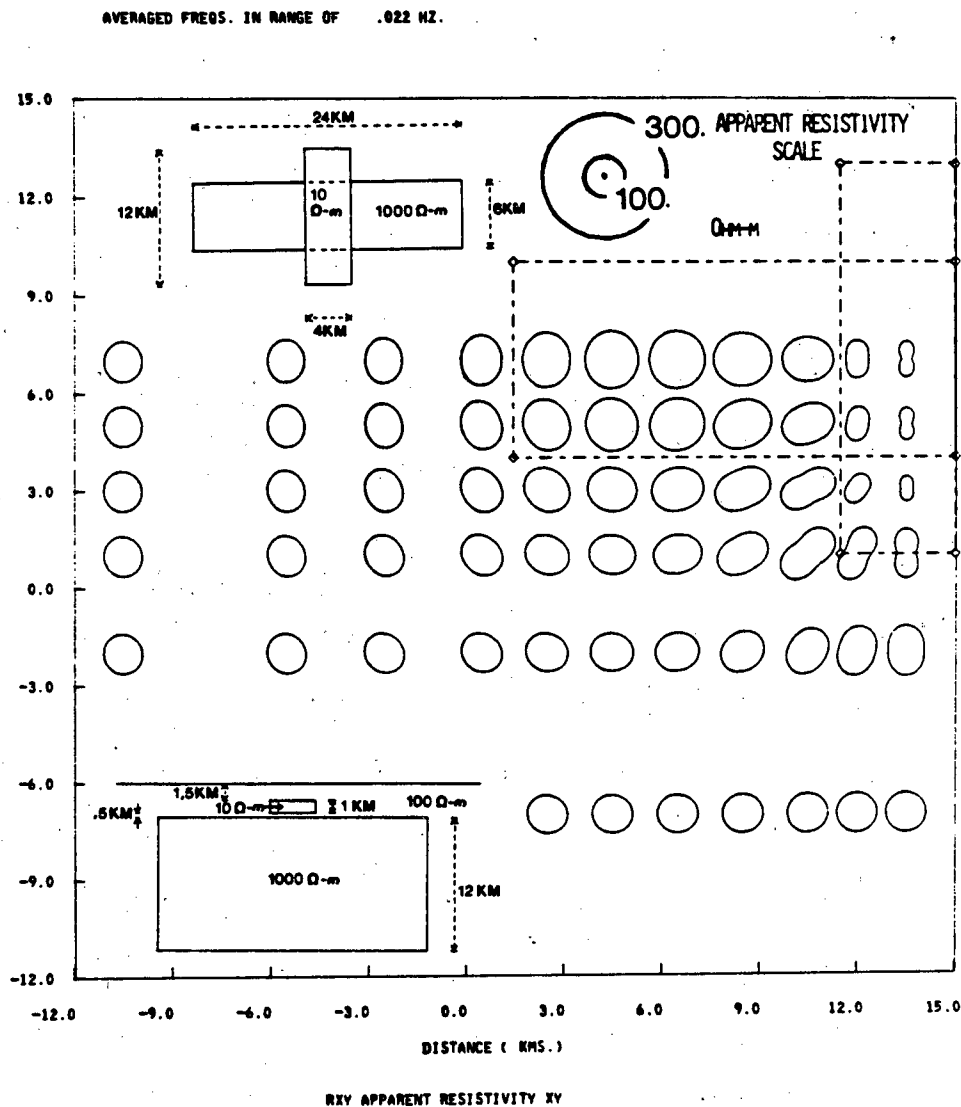 AVERAGED FREQS. IN RANGE OF .022 HZ.
15.0
12.0
9.0
6.0
3.0
0.0
-3.0
-6.0
-9.0
-12.0
24KM
12KM
10
Ω-m
1000 Ω-m
6KM
4KM
300. APPARENT RESISTIVITY
SCALE
100.
OHM-M
1.5KM
.5KM
10 Ω-m
1 KM
100 Ω-m
1000 Ω-m
12 KM
-12.0 -9.0 -6.0 -3.0 0.0 3.0 6.0 9.0 12.0 15.0
DISTANCE ( KMS.)
RXY APPARENT RESISTIVITY XY